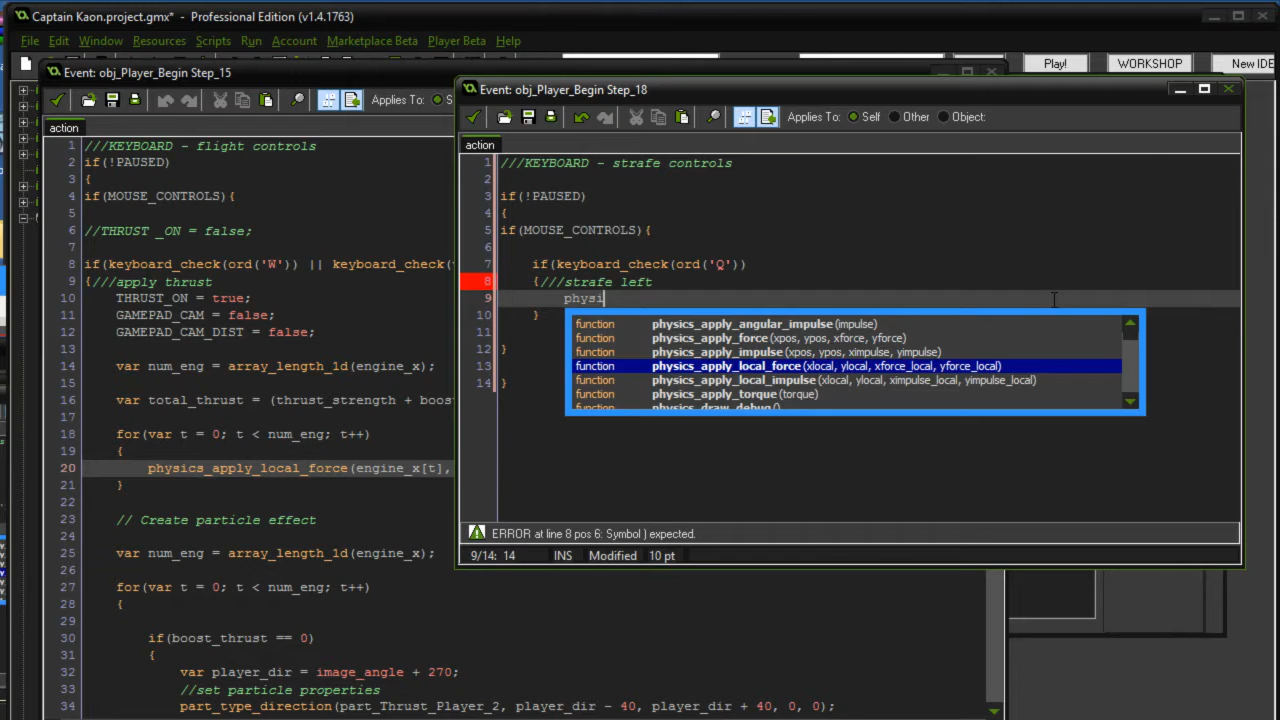 Captain Kaon.project.gmx* - Professional Edition (v1.4.1763)
File Edit Window Resources Scripts Run Account Marketplace Beta Player Beta Help
Play! WORKSHOP New IDE
Event: obj_Player_Begin Step_15
Applies To: S
action
1 ///KEYBOARD - flight controls
2 if(!PAUSED)
3 {
4 if(MOUSE_CONTROLS){
5
6 //THRUST _ON = false;
7
8 if(keyboard_check(ord('W')) || keyboard_check(
9 {///apply thrust
10 THRUST_ON = true;
11 GAMEPAD_CAM = false;
12 GAMEPAD_CAM_DIST = false;
13
14 var num_eng = array_length_1d(engine_x);
15
16 var total_thrust = (thrust_strength + boos
17
18 for(var t = 0; t < num_eng; t++)
19 {
20 physics_apply_local_force(engine_x[t],
21 }
22
23 // Create particle effect
24
25 var num_eng = array_length_1d(engine_x);
26
27 for(var t = 0; t < num_eng; t++)
28 {
29
30 if(boost_thrust == 0)
31 {
32 var player_dir = image_angle + 270;
33 //set particle properties
34 part_type_direction(part_Thrust_Player_2, player_dir - 40, player_dir + 40, 0, 0);
Event: obj_Player_Begin Step_18
Applies To: Self Other Object:
action
1 ///KEYBOARD - strafe controls
2
3 if(!PAUSED)
4 {
5 if(MOUSE_CONTROLS){
6
7 if(keyboard_check(ord('Q'))
8 {///strafe left
9 physi
10 }
11
12 }
13
14 }
function physics_apply_angular_impulse(impulse)
function physics_apply_force(xpos, ypos, xforce, yforce)
function physics_apply_impulse(xpos, ypos, ximpulse, yimpulse)
function physics_apply_local_force(xlocal, ylocal, xforce_local, yforce_local)
function physics_apply_local_impulse(xlocal, ylocal, ximpulse_local, yimpulse_local)
function physics_apply_torque(torque)
function physics_draw_debug()
ERROR at line 8 pos 6: Symbol ) expected.
9/14: 14 INS Modified 10 pt